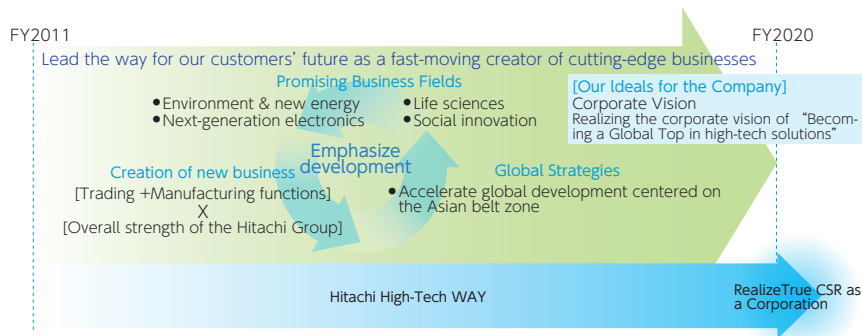 FY2011
FY2020
Lead the way for our customers' future as a fast-moving creator of cutting-edge businesses
Promising Business Fields
•Environment & new energy
•Next-generation electronics
•Life sciences
•Social innovation
[Our Ideals for the Company]
Corporate Vision
Realizing the corporate vision of “Becom-
ing a Global Top in high-tech solutions”
Emphasize
development
Creation of new business
[Trading +Manufacturing functions]
X
[Overall strength of the Hitachi Group]
Global Strategies
•Accelerate global development centered on
the Asian belt zone
Hitachi High-Tech WAY
RealizeTrue CSR as
a Corporation